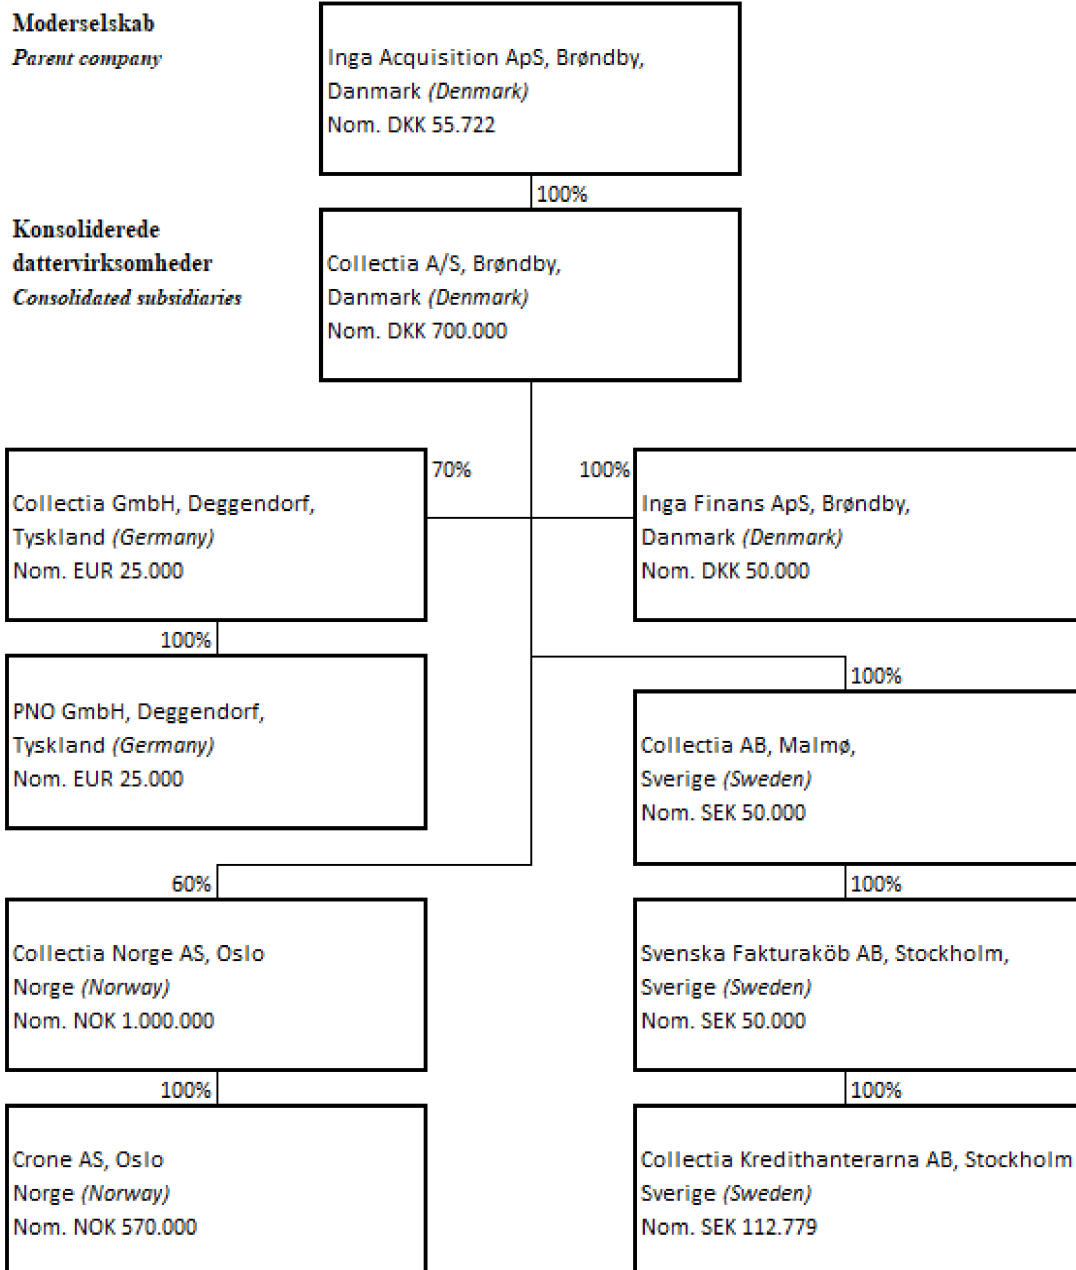 Moderselskab
Parent company
Inga Acquisition ApS, Brøndby,
Danmark (Denmark)
Nom. DKK 55.722
100%
Konsoliderede
dattervirksomheder
Consolidated subsidiaries
Collectia A/S, Brøndby,
Danmark (Denmark)
Nom. DKK 700.000
70%
100%
Collectia GmbH, Deggendorf,
Tyskland (Germany)
Nom. EUR 25.000
Inga Finans ApS, Brøndby,
Danmark (Denmark)
Nom. DKK 50.000
100%
PNO GmbH, Deggendorf,
Tyskland (Germany)
Nom. EUR 25.000
100%
Collectia AB, Malmø,
Sverige (Sweden)
Nom. SEK 50.000
60%
Collectia Norge AS, Oslo
Norge (Norway)
Nom. NOK 1.000.000
100%
Svenska Fakturaköb AB, Stockholm,
Sverige (Sweden)
Nom. SEK 50.000
100%
Crone AS, Oslo
Norge (Norway)
Nom. NOK 570.000
100%
Collectia Kredithanterarna AB, Stockholm
Sverige (Sweden)
Nom. SEK 112.779